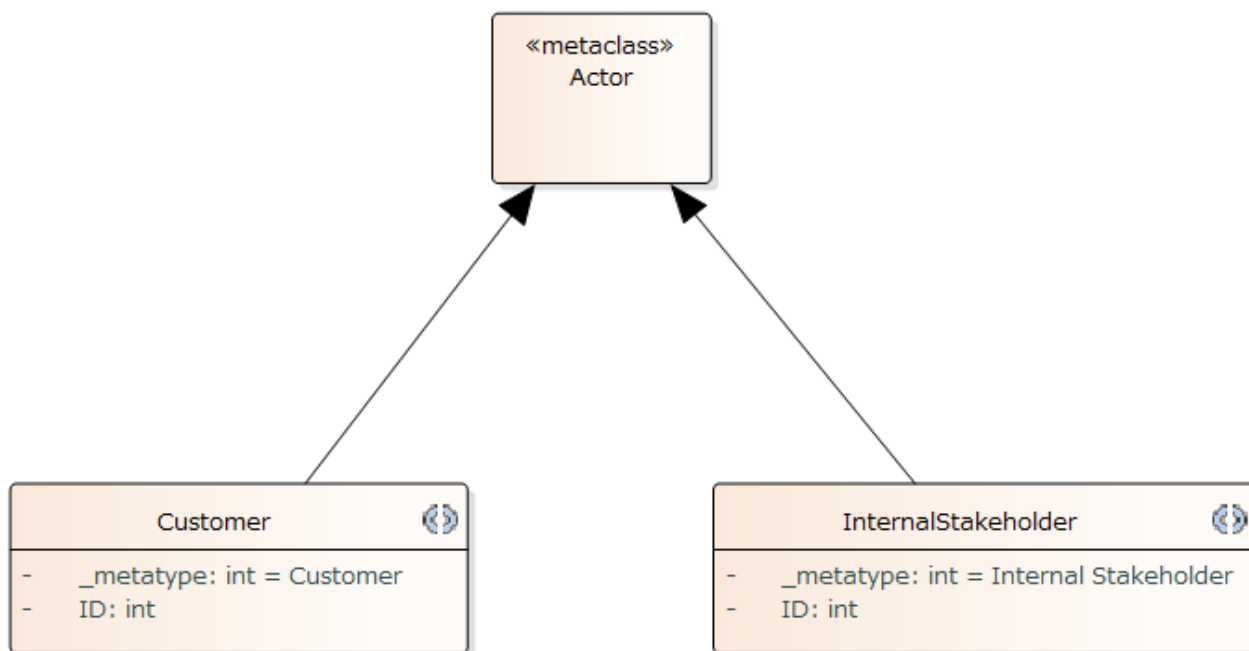 «metaclass»
Actor
Customer
- _metatype: int = Customer
- ID: int
InternalStakeholder
- _metatype: int = Internal Stakeholder
- ID: int